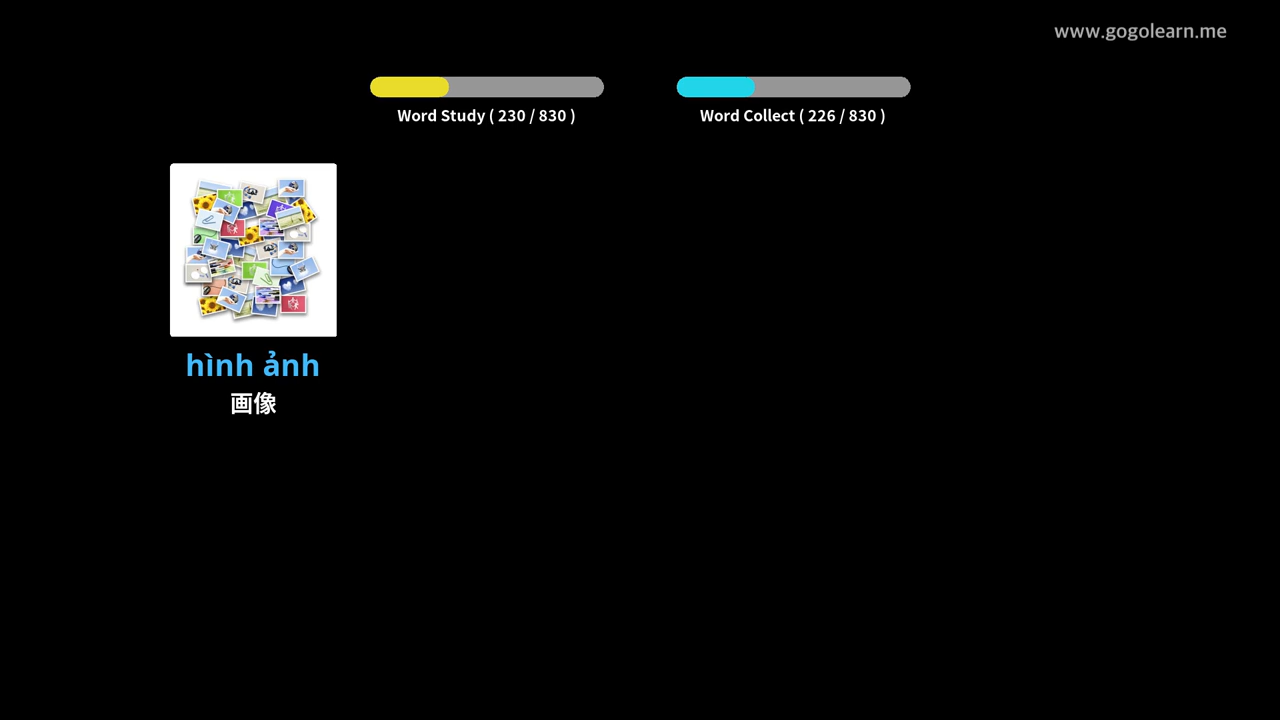 www.gogolearn.me
Word Study ( 230 / 830 )
Word Collect ( 226 / 830 )
hình ảnh
画像